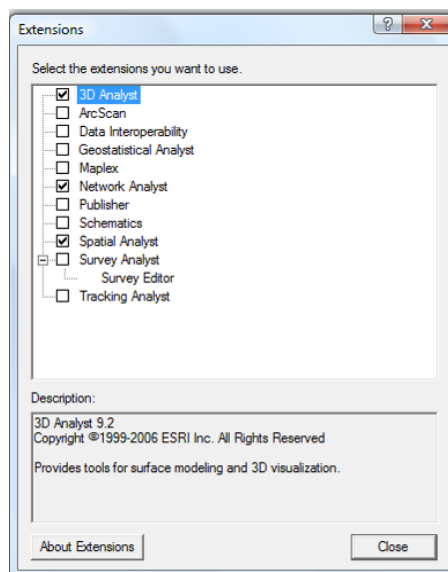 Extensions
Select the extensions you want to use.
3D Analyst
ArcScan
Data Interoperability
Geostatistical Analyst
Maplex
Network Analyst
Publisher
Schematics
Spatial Analyst
Survey Analyst
Survey Editor
Tracking Analyst
Description:
3D Analyst 9.2
Copyright ©1999-2006 ESRI Inc. All Rights Reserved
Provides tools for surface modeling and 3D visualization.
About Extensions
Close